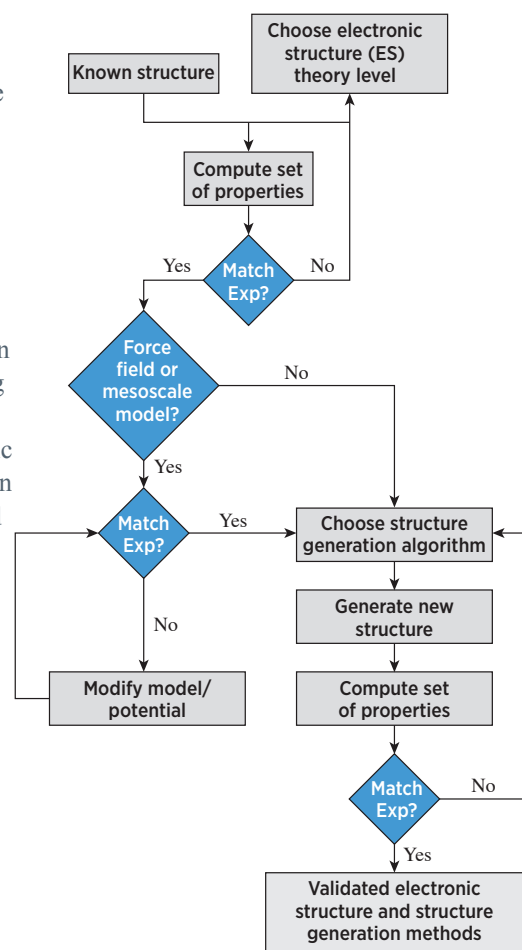 Choose electronic
structure (ES)
theory level
Known structure
e
Compute set
of properties
Yes
Match
Exp?
No
n
g
c
n
l
Force
field or
mesoscale
model?
No
Yes
Match
Exp?
Yes
Choose structure
generation algorithm
No
Generate new
structure
Modify model/
potential
Compute set
of properties
Match
Exp?
No
Yes
Validated electronic
structure and structure
generation methods